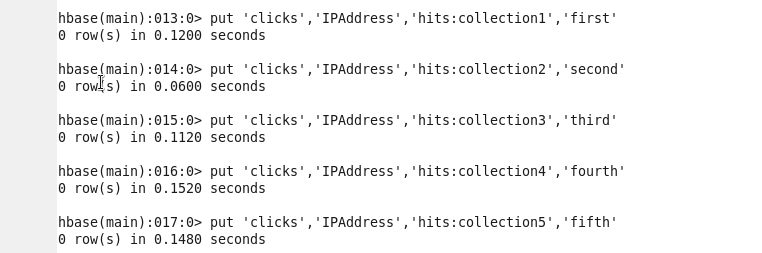 hbase(main):013:0> put 'clicks','IPAddress','hits:collection1','first'
0 row(s) in 0.1200 seconds
hbase(main):014:0> put 'clicks','IPAddress','hits:collection2','second'
0 row(s) in 0.0600 seconds
hbase(main):015:0> put 'clicks','IPAddress','hits:collection3','third'
0 row(s) in 0.1120 seconds
hbase(main):016:0> put 'clicks','IPAddress','hits:collection4','fourth'
0 row(s) in 0.1520 seconds
hbase(main):017:0> put 'clicks','IPAddress','hits:collection5','fifth'
0 row(s) in 0.1480 seconds